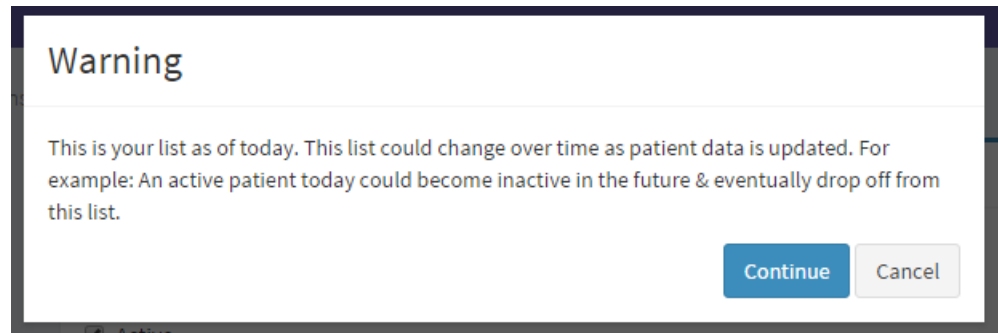 Warning
This is your list as of today. This list could change over time as patient data is updated. For
example: An active patient today could become inactive in the future & eventually drop off from
this list.
Continue
Cancel
Active